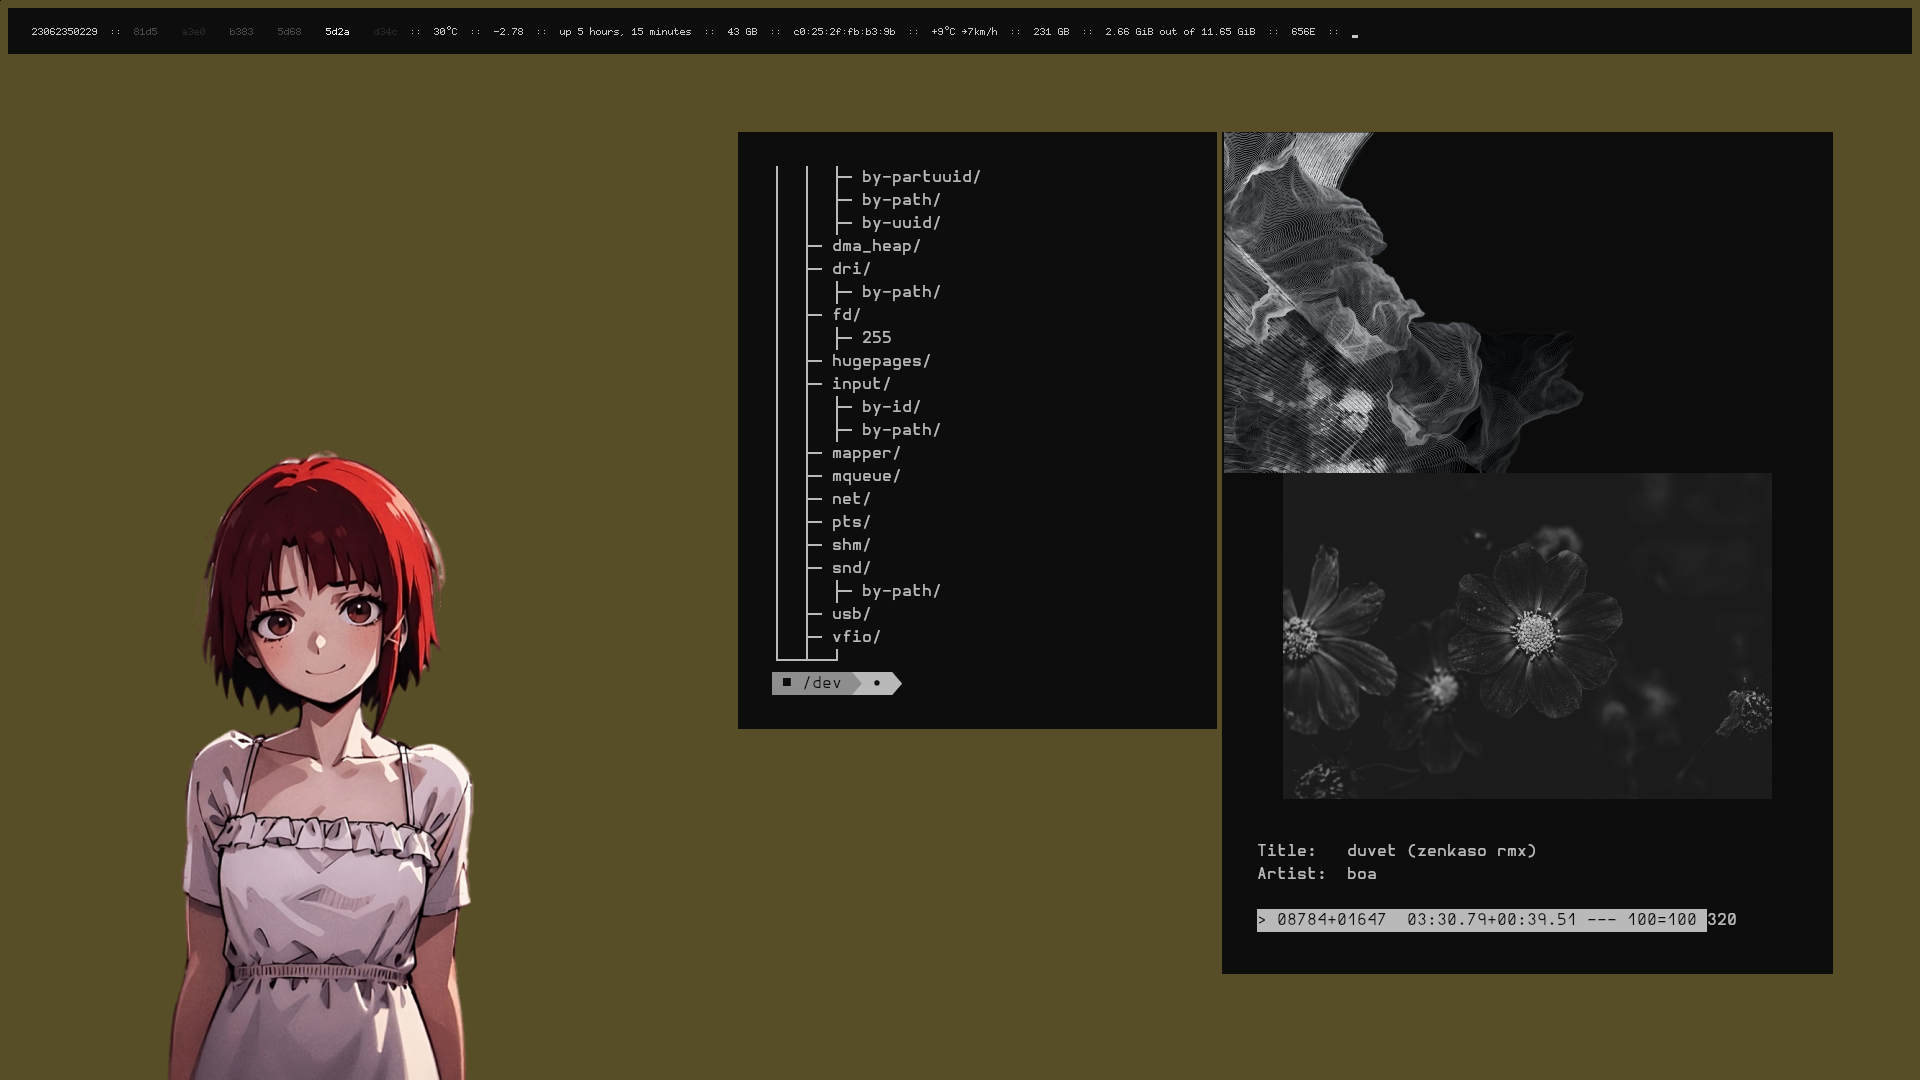 23062350229 :: 81d5 a3e0 b383 5d68 5d2a d34c :: 30°C :: -2.78 :: up 5 hours, 15 minutes :: 43 GB :: c0:25:2f:fb:b3:9b :: +9°C →7km/h :: 231 GB :: 2.66 GiB out of 11.65 GiB :: 656E ::
by-partuuid/
by-path/
by-uuid/
dma_heap/
dri/
by-path/
fd/
255
hugepages/
input/
by-id/
by-path/
mapper/
mqueue/
net/
pts/
shm/
snd/
by-path/
usb/
vfio/
/dev
Title: duvet (zenkaso rmx)
Artist: boa
> 08784+01647 03:30.79+00:39.51 --- 100=100 320